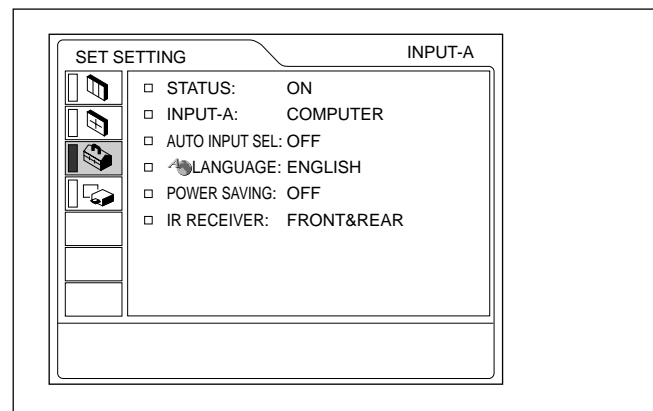 SET SETTING INPUT-A
STATUS: ON
INPUT-A: COMPUTER
AUTO INPUT SEL: OFF
LANGUAGE: ENGLISH
POWER SAVING: OFF
IR RECEIVER: FRONT&REAR